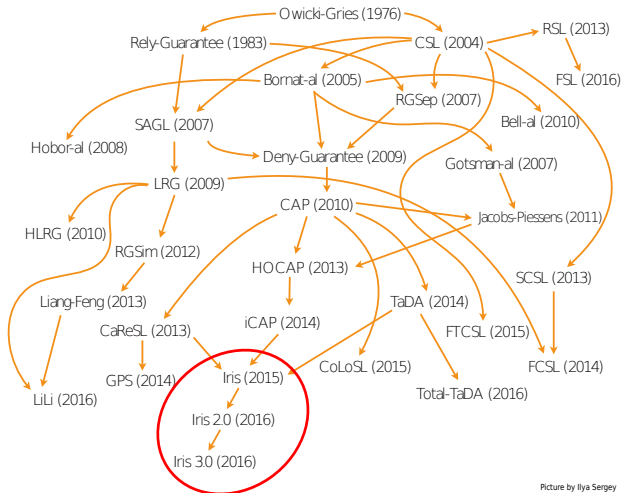 Owicki-Gries (1976)
RSL (2013)
Rely-Guarantee (1983)
CSL (2004)
Bornat-al (2005)
FSL (2016)
RGSep (2007)
SAGL (2007)
Bell-al (2010)
Hobor-al (2008)
Deny-Guarantee (2009)
Gotsman-al (2007)
LRG (2009)
CAP (2010)
Jacobs-Piessens (2011)
HLRG (2010)
RGSim (2012)
HOCAP (2013)
SCSL (2013)
Liang-Feng (2013)
TaDA (2014)
CaReSL (2013)
iCAP (2014)
FTCSL (2015)
GPS (2014)
Iris (2015)
CoLoSL (2015)
FCSL (2014)
LiLi (2016)
Total-TaDA (2016)
Iris 2.0 (2016)
Iris 3.0 (2016)
Picture by Ilya Sergey